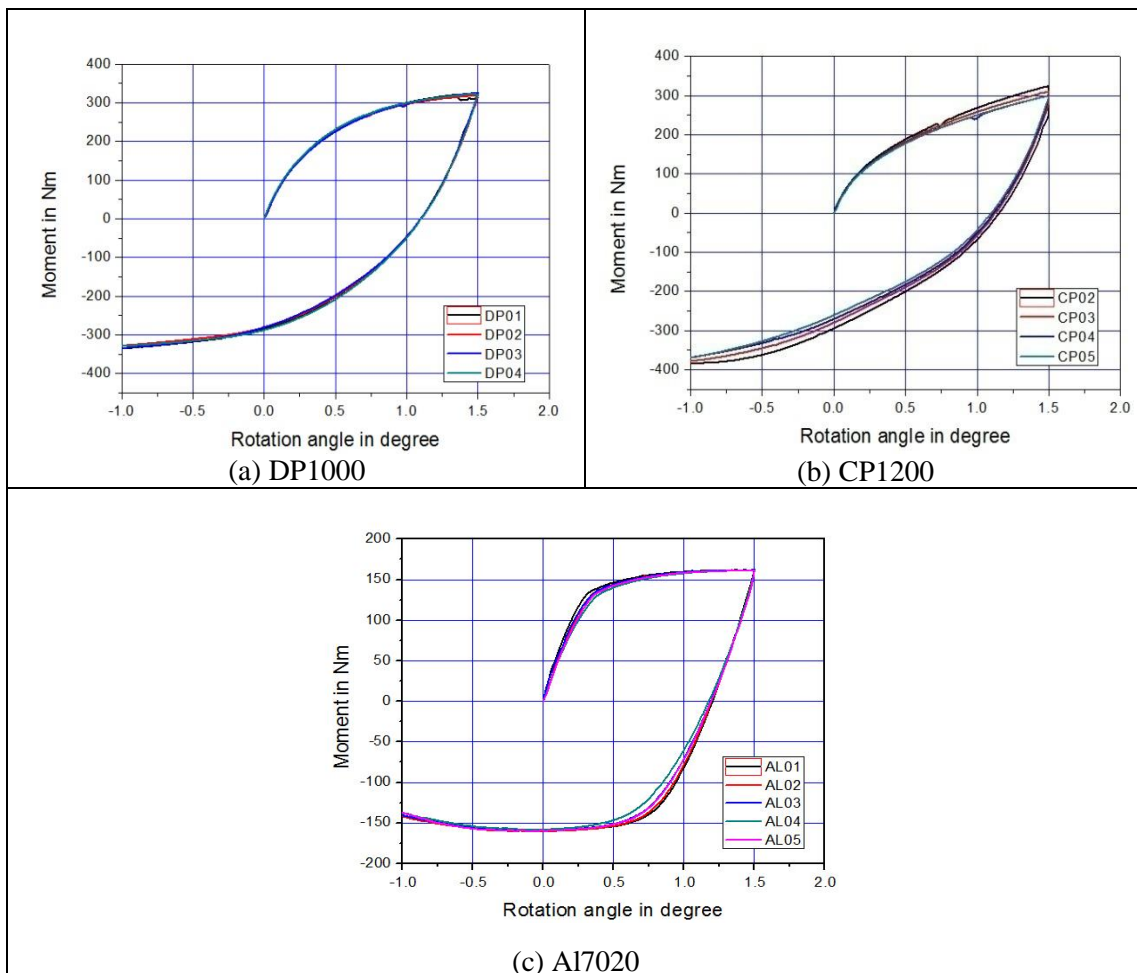 400
300
200
100
0
-100
-200
-300
-400
Moment in Nm
-1.0 -0.5 0.0 0.5 1.0 1.5 2.0
Rotation angle in degree
DP01
DP02
DP03
DP04
(a) DP1000
400
300
200
100
0
-100
-200
-300
-400
Moment in Nm
-1.0 -0.5 0.0 0.5 1.0 1.5 2.0
Rotation angle in degree
CP02
CP03
CP04
CP05
(b) CP1200
200
150
100
50
0
-50
-100
-150
-200
Moment in Nm
-1.0 -0.5 0.0 0.5 1.0 1.5 2.0
Rotation angle in degree
AL01
AL02
AL03
AL04
AL05
(c) Al7020